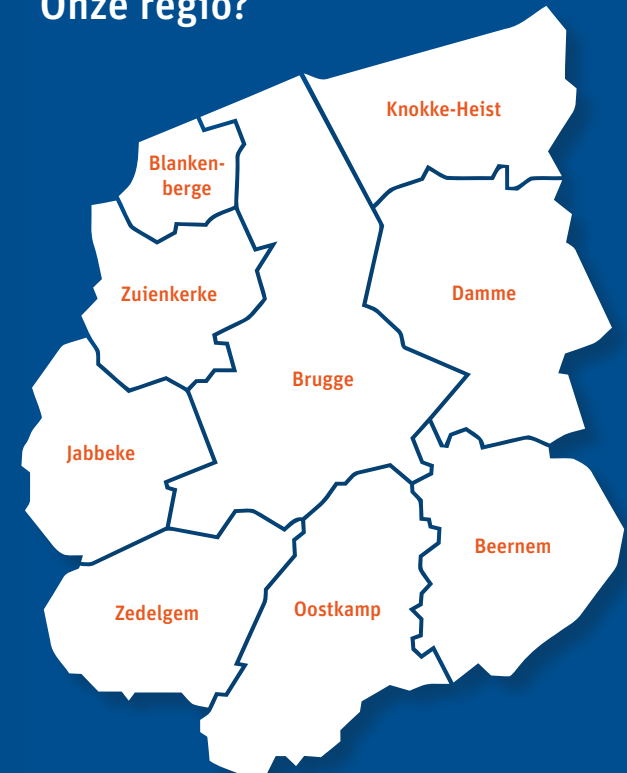 Onze regio?
Knokke-Heist
Blanken-
berge
Zuienkerke
Damme
Brugge
Jabbeke
Beernem
Zedelgem
Oostkamp